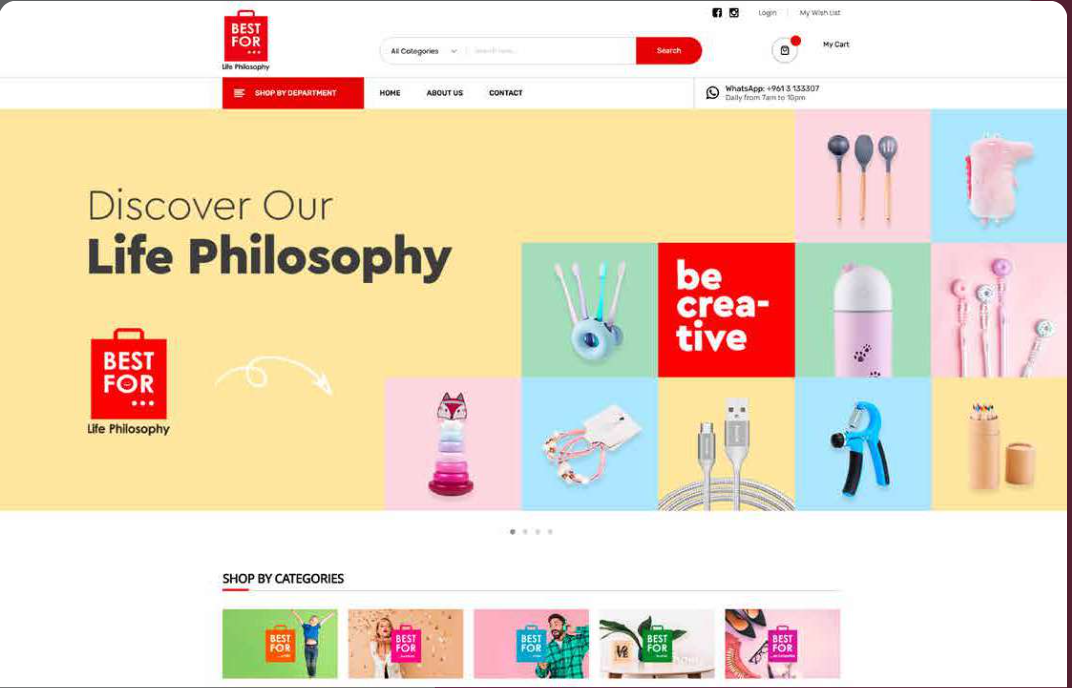 BEST
FOR
Life Philosophy
Login
My Wish List
All Categories
Search
My Cart
SHOP BY DEPARTMENT
HOME
ABOUT US
CONTACT
WhatsApp: +961 3 133307
Daily from 7am to 10pm
Discover Our
Life Philosophy
be
crea-
tive
BEST
FOR
Life Philosophy
SHOP BY CATEGORIES
BEST
FOR
BEST
FOR
BEST
FOR
BEST
FOR
BEST
FOR